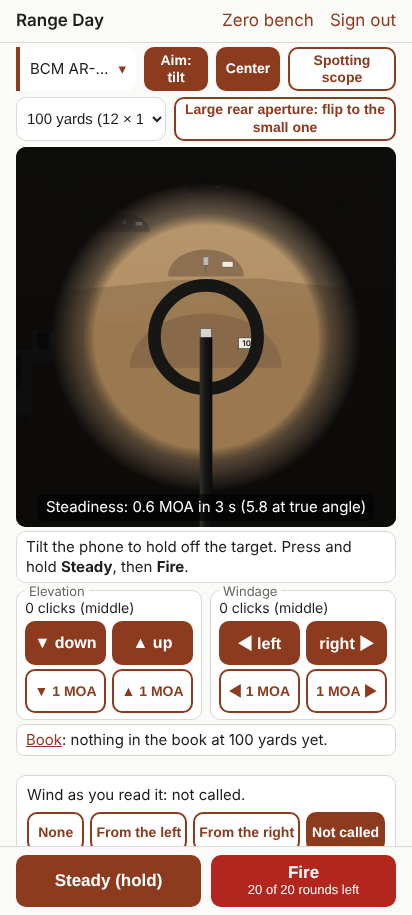 Range Day
Zero bench Sign out
BCM AR-... ▼
Aim: tilt
Center
Spotting scope
100 yards (12 × 1
Large rear aperture: flip to the small one
10
Steadiness: 0.6 MOA in 3 s (5.8 at true angle)
Tilt the phone to hold off the target. Press and
hold Steady, then Fire.
Elevation
0 clicks (middle)
▼ down ▲ up
▼ 1 MOA ▲ 1 MOA
Windage
0 clicks (middle)
◀ left right ▶
◀ 1 MOA 1 MOA ▶
Book: nothing in the book at 100 yards yet.
Wind as you read it: not called.
None From the left From the right Not called
Steady (hold)
Fire
20 of 20 rounds left